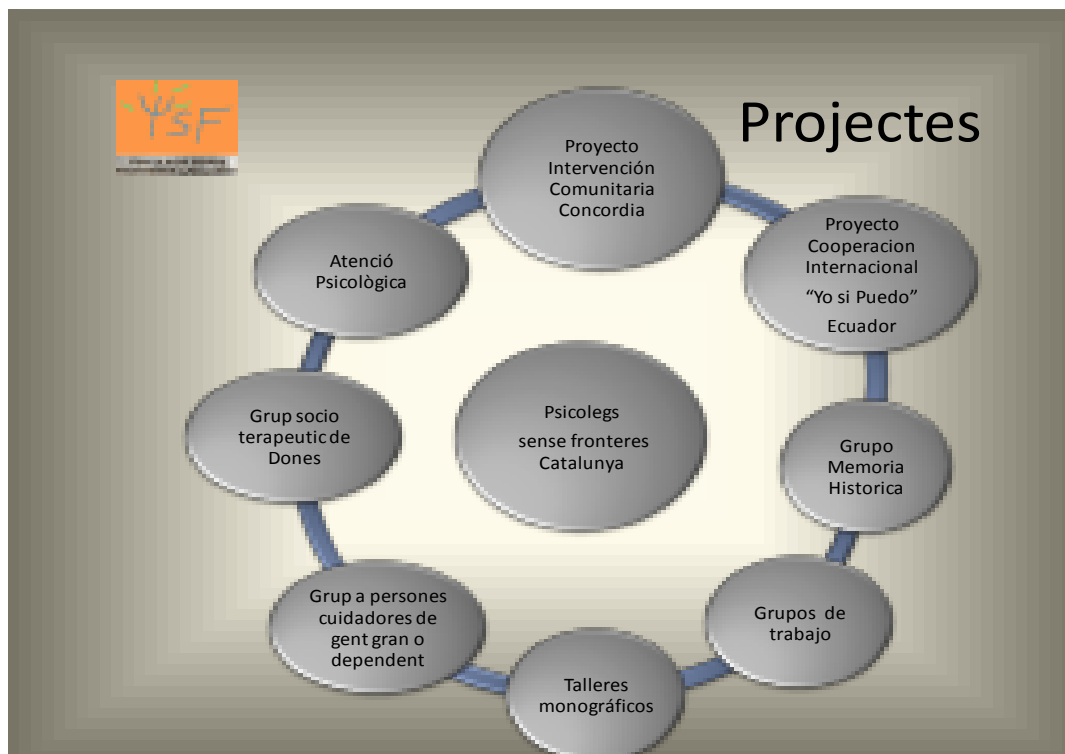 ΨSF
Projectes
Proyecto
Intervención
Comunitaria
Concordia
Proyecto
Cooperacion
Internacional
“Yo si Puedo”
Ecuador
Grupo
Memoria
Historica
Grupos de
trabajo
Talleres
monográficos
Grup a persones
cuidadores de
gent gran o
dependent
Grup socio
terapeutic de
Dones
Atenció
Psicològica
Psicolegs
sense fronteres
Catalunya